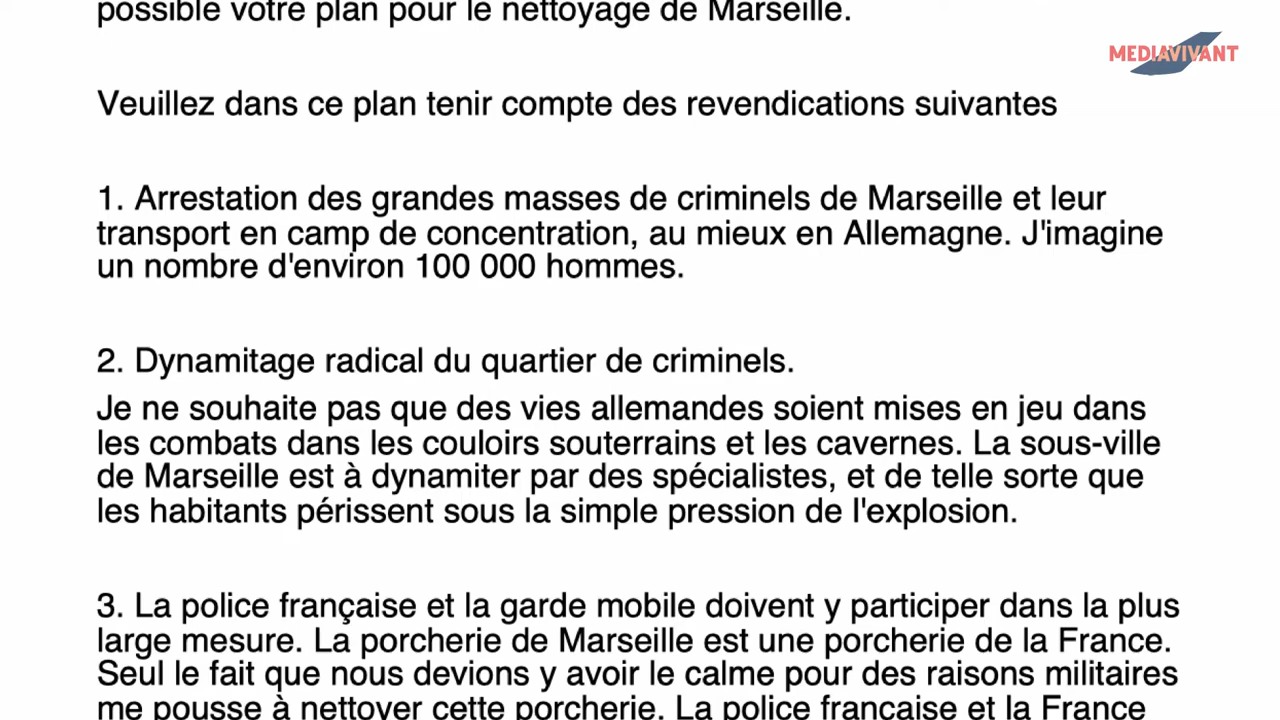 possible votre plan pour le nettoyage de Marseille.
MEDIAVIVANT
Veuillez dans ce plan tenir compte des revendications suivantes
1. Arrestation des grandes masses de criminels de Marseille et leur
transport en camp de concentration, au mieux en Allemagne. J'imagine
un nombre d'environ 100 000 hommes.
2. Dynamitage radical du quartier de criminels.
Je ne souhaite pas que des vies allemandes soient mises en jeu dans
les combats dans les couloirs souterrains et les cavernes. La sous-ville
de Marseille est à dynamiter par des spécialistes, et de telle sorte que
les habitants périssent sous la simple pression de l'explosion.
3. La police française et la garde mobile doivent y participer dans la plus
large mesure. La porcherie de Marseille est une porcherie de la France.
Seul le fait que nous devions y avoir le calme pour des raisons militaires
me pousse à nettoyer cette porcherie. La police française et la France